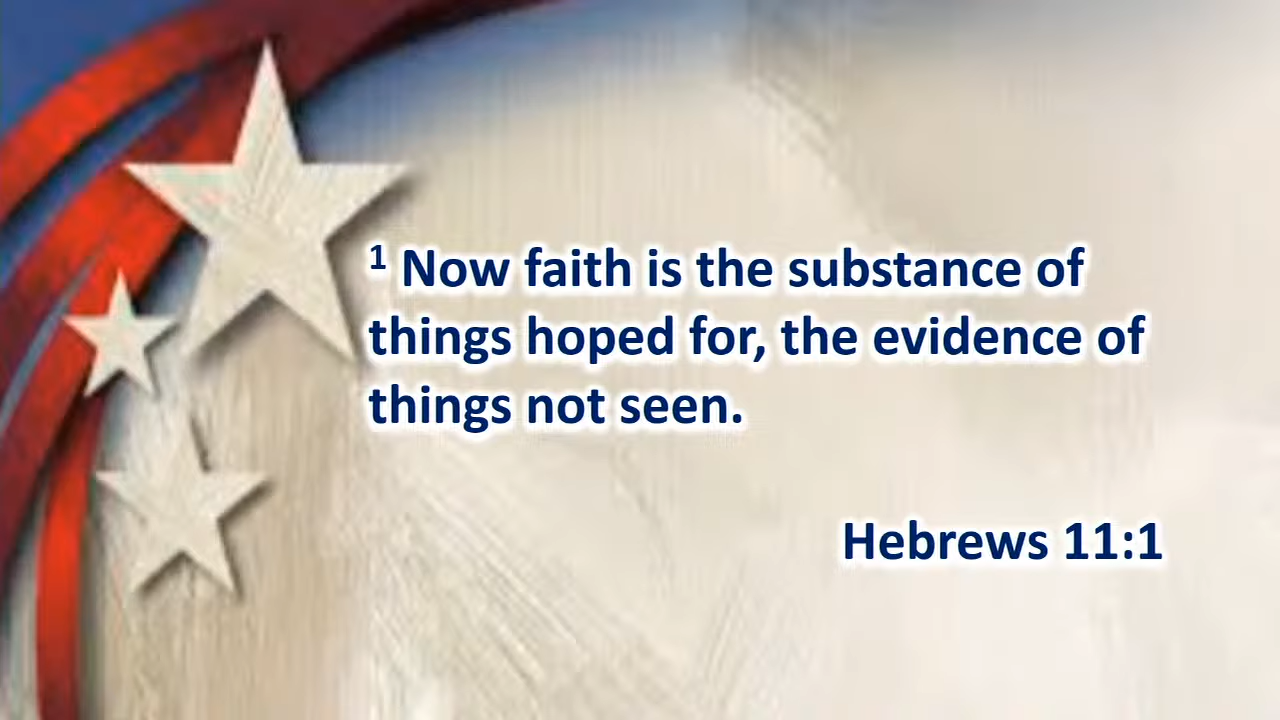 ¹ Now faith is the substance of
things hoped for, the evidence of
things not seen.
Hebrews 11:1